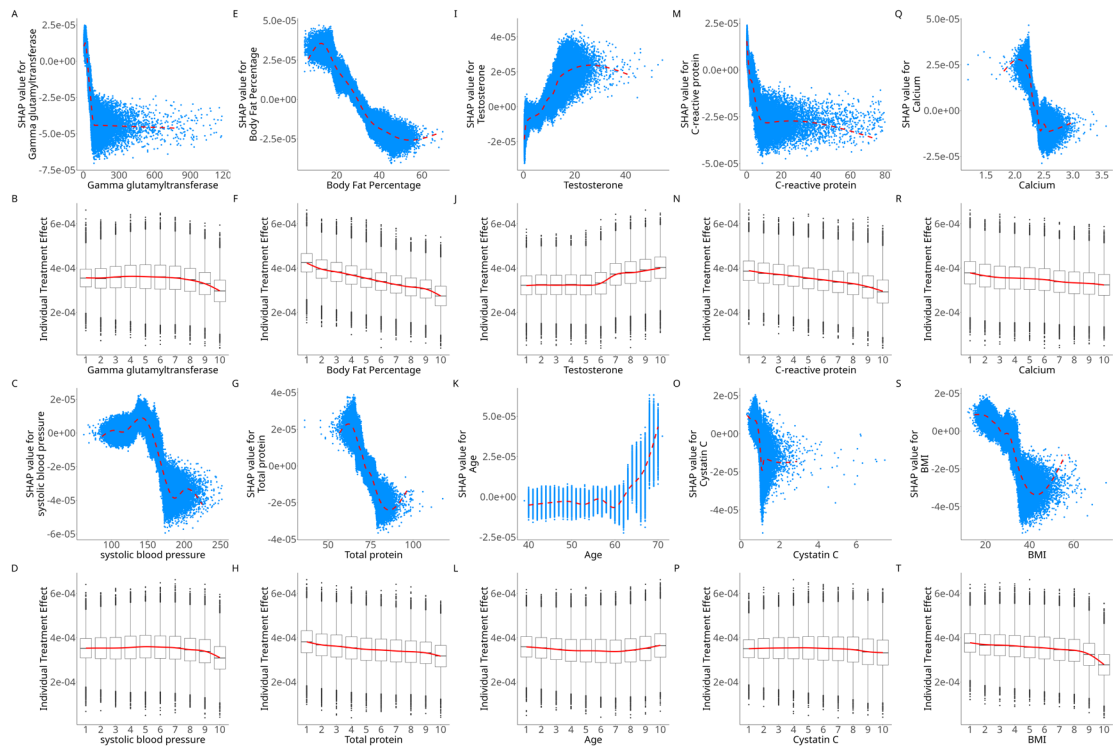 A
SHAP value for
Gamma glutamyltransferase
2.5e-05
0.0e+00
-2.5e-05
-5.0e-05
-7.5e-05
0 300 600 900 120
Gamma glutamyltransferase
E
SHAP value for
Body Fat Percentage
5.0e-05
2.5e-05
0.0e+00
-2.5e-05
20 40 60
Body Fat Percentage
I
SHAP value for
Testosterone
4e-05
2e-05
0e+00
-2e-05
0 20 40
Testosterone
M
SHAP value for
C-reactive protein
2.5e-05
0.0e+00
-2.5e-05
-5.0e-05
0 20 40 60 80
C-reactive protein
Q
SHAP value for
Calcium
5.0e-05
2.5e-05
0.0e+00
-2.5e-05
1.5 2.0 2.5 3.0 3.5
Calcium
B
Individual Treatment Effect
6e-04
4e-04
2e-04
1 2 3 4 5 6 7 8 9 10
Gamma glutamyltransferase
F
Individual Treatment Effect
6e-04
4e-04
2e-04
1 2 3 4 5 6 7 8 9 10
Body Fat Percentage
J
Individual Treatment Effect
6e-04
4e-04
2e-04
1 2 3 4 5 6 7 8 9 10
Testosterone
N
Individual Treatment Effect
6e-04
4e-04
2e-04
1 2 3 4 5 6 7 8 9 10
C-reactive protein
R
Individual Treatment Effect
6e-04
4e-04
2e-04
1 2 3 4 5 6 7 8 9 10
Calcium
C
SHAP value for
systolic blood pressure
2e-05
0e+00
-2e-05
-4e-05
-6e-05
100 150 200 250
systolic blood pressure
G
SHAP value for
Total protein
4e-05
2e-05
0e+00
-2e-05
-4e-05
50 75 100
Total protein
K
SHAP value for
Age
5.0e-05
2.5e-05
0.0e+00
-2.5e-05
40 50 60 70
Age
O
SHAP value for
Cystatin C
2e-05
0e+00
-2e-05
-4e-05
0 2 4 6
Cystatin C
S
SHAP value for
BMI
2e-05
0e+00
-2e-05
-4e-05
20 40 60
BMI
D
Individual Treatment Effect
6e-04
4e-04
2e-04
1 2 3 4 5 6 7 8 9 10
systolic blood pressure
H
Individual Treatment Effect
6e-04
4e-04
2e-04
1 2 3 4 5 6 7 8 9 10
Total protein
L
Individual Treatment Effect
6e-04
4e-04
2e-04
1 2 3 4 5 6 7 8 9 10
Age
P
Individual Treatment Effect
6e-04
4e-04
2e-04
1 2 3 4 5 6 7 8 9 10
Cystatin C
T
Individual Treatment Effect
6e-04
4e-04
2e-04
1 2 3 4 5 6 7 8 9 10
BMI